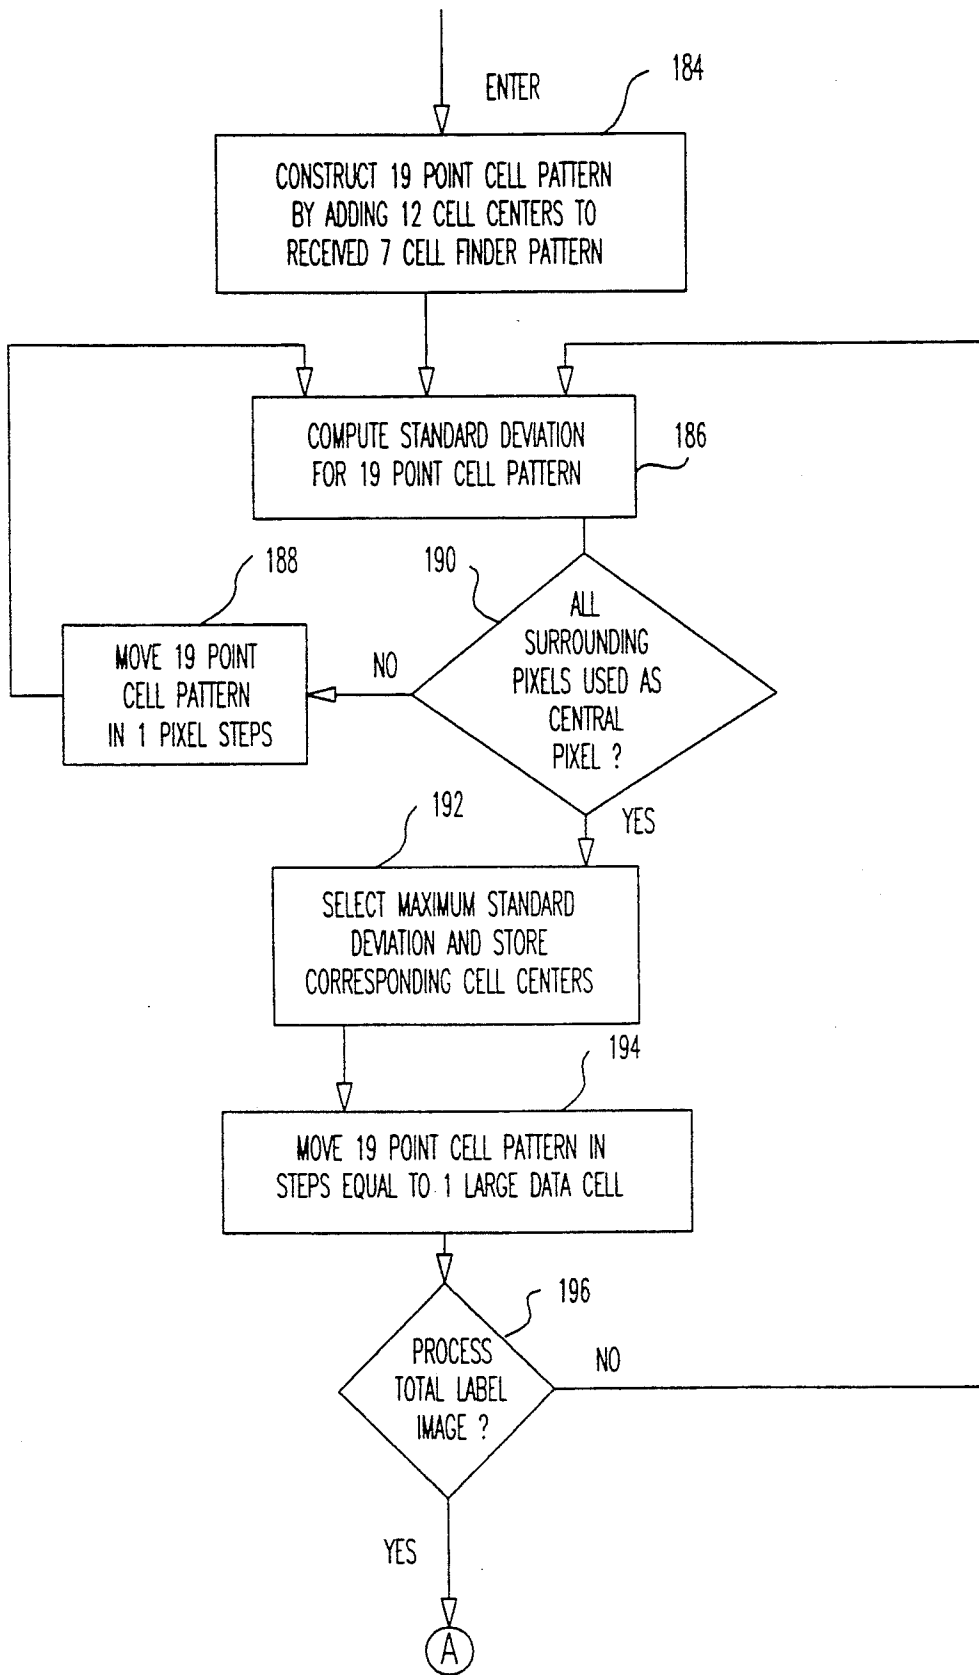 ENTER
184
CONSTRUCT 19 POINT CELL PATTERN
BY ADDING 12 CELL CENTERS TO
RECEIVED 7 CELL FINDER PATTERN
COMPUTE STANDARD DEVIATION
FOR 19 POINT CELL PATTERN
186
188
MOVE 19 POINT
CELL PATTERN
IN 1 PIXEL STEPS
NO
190
ALL
SURROUNDING
PIXELS USED AS
CENTRAL
PIXEL ?
YES
192
SELECT MAXIMUM STANDARD
DEVIATION AND STORE
CORRESPONDING CELL CENTERS
194
MOVE 19 POINT CELL PATTERN IN
STEPS EQUAL TO 1 LARGE DATA CELL
196
PROCESS
TOTAL LABEL
IMAGE ?
NO
YES
A